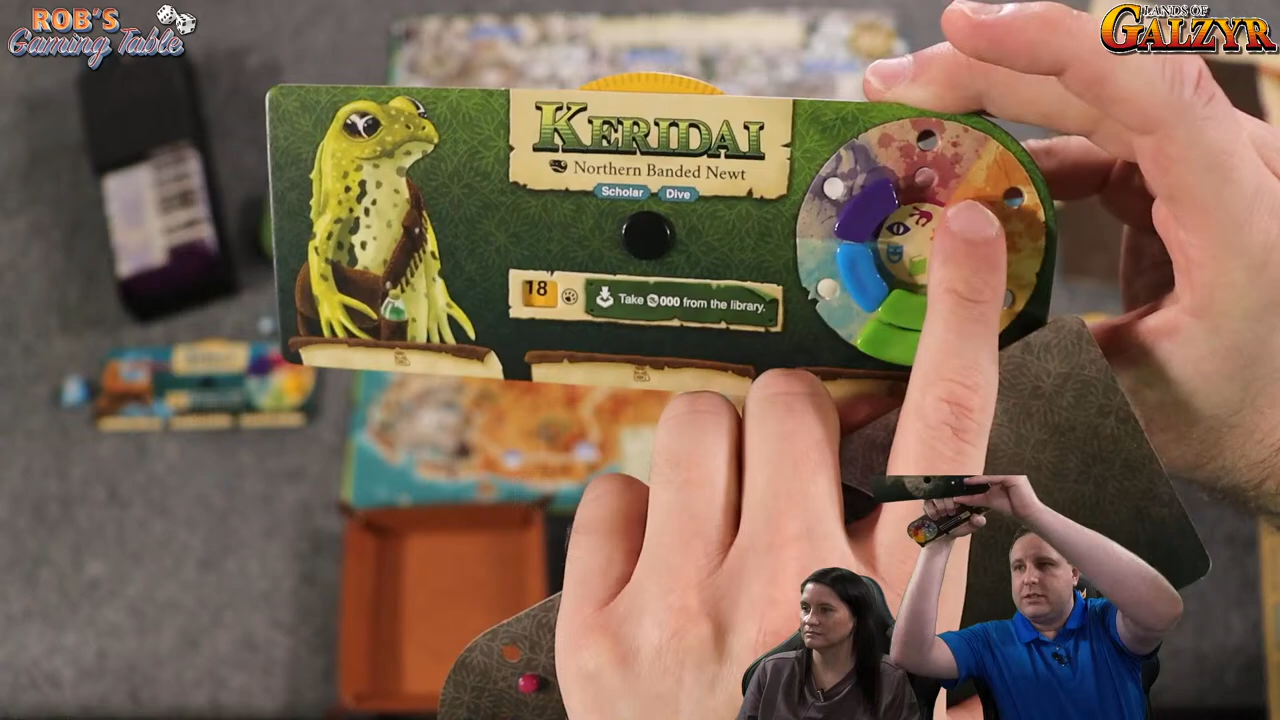 ROB'S
Gaming Table
LANDS OF
GALZYR
KERIDAI
Northern Banded Newt
Scholar Dive
18
Take 000 from the library.